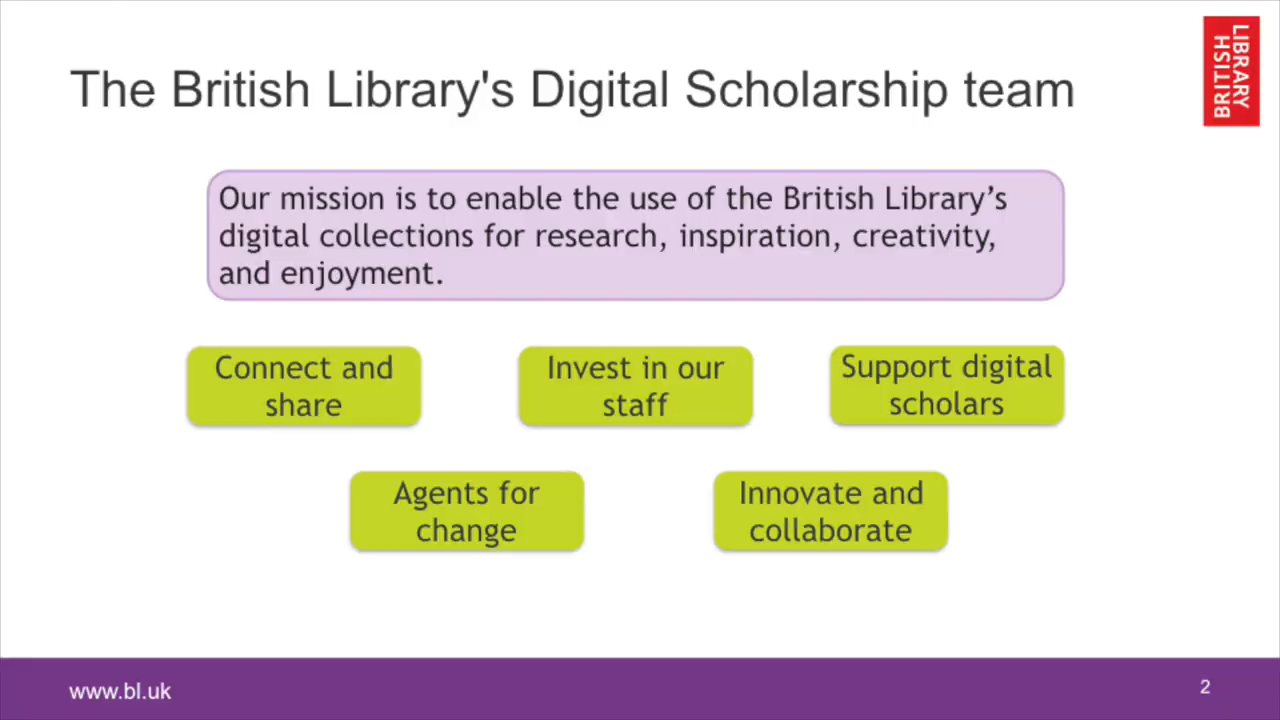 The British Library's Digital Scholarship team
BRITISH
LIBRARY
Our mission is to enable the use of the British Library’s
digital collections for research, inspiration, creativity,
and enjoyment.
Connect and
share
Invest in our
staff
Support digital
scholars
Agents for
change
Innovate and
collaborate
www.bl.uk
2